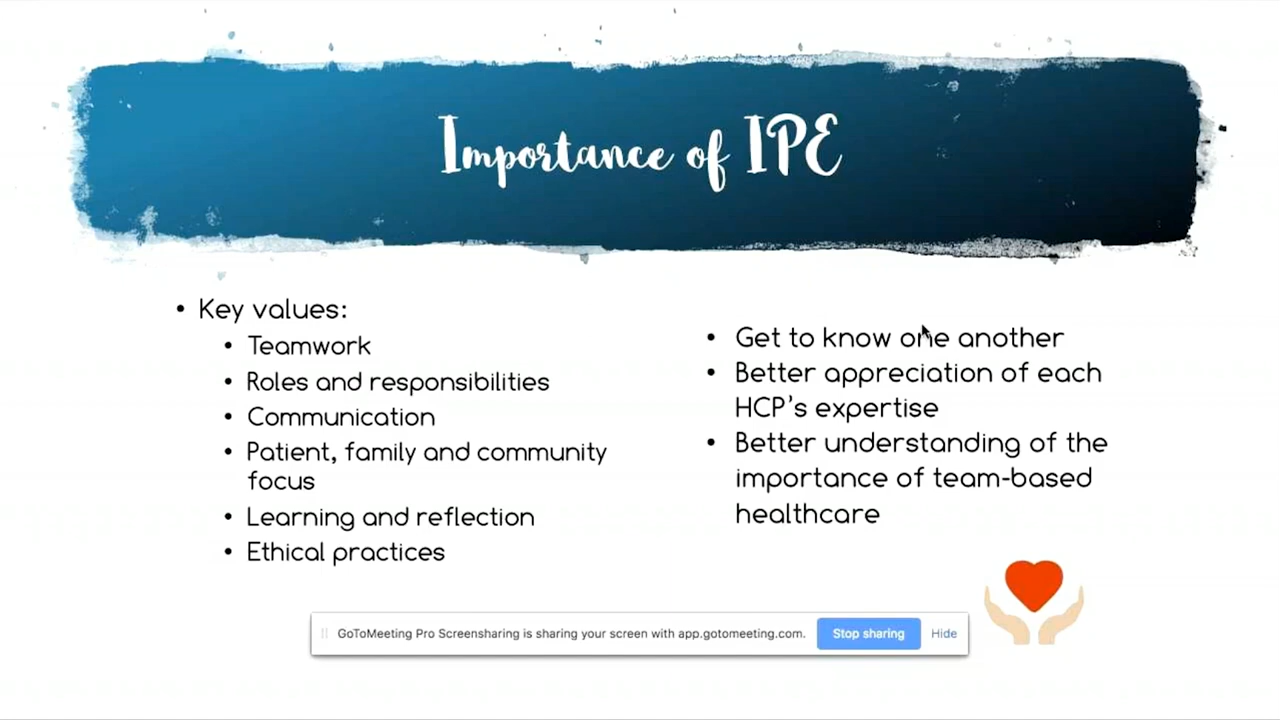 Importance of IPE
• Key values:
• Teamwork
• Roles and responsibilities
• Communication
• Patient, family and community
focus
• Learning and reflection
• Ethical practices
• Get to know one another
• Better appreciation of each
HCP's expertise
• Better understanding of the
importance of team-based
healthcare
GoToMeeting Pro Screensharing is sharing your screen with app.gotomeeting.com. Stop sharing Hide